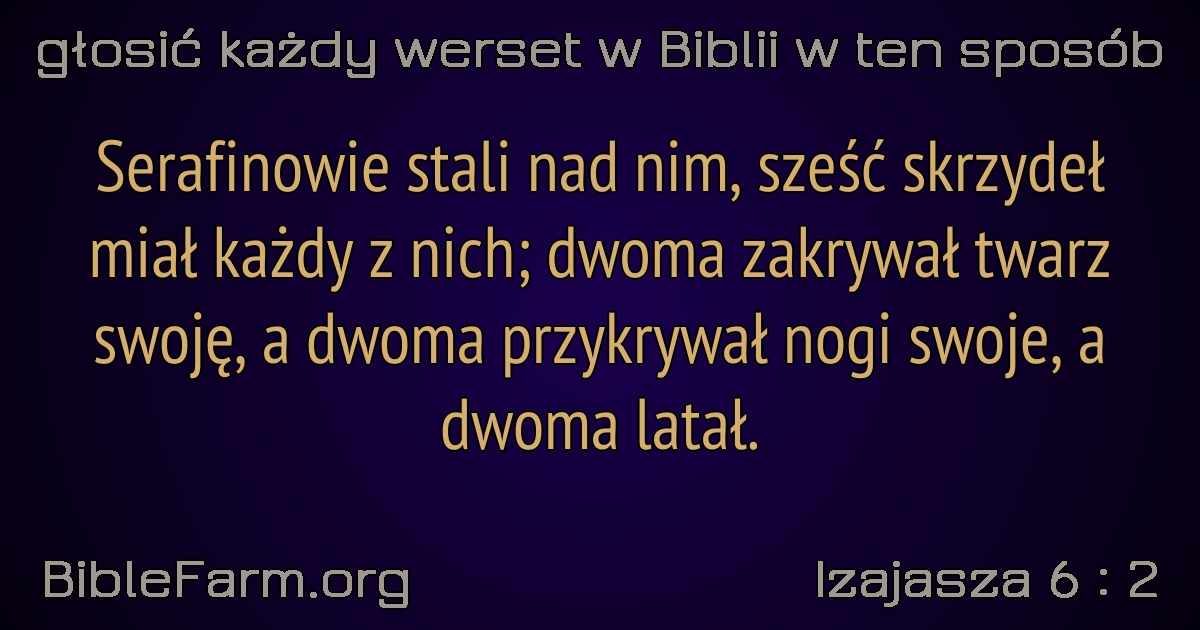 głosić każdy werset w Biblii w ten sposób
Serafinowie stali nad nim, sześć skrzydeł
miał każdy z nich; dwoma zakrywał twarz
swoję, a dwoma przykrywał nogi swoje, a
dwoma latał.
BibleFarm.org
Izajasza 6 : 2